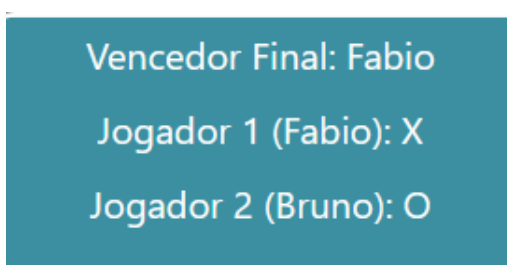 Vencedor Final: Fabio
Jogador 1 (Fabio): X
Jogador 2 (Bruno): O